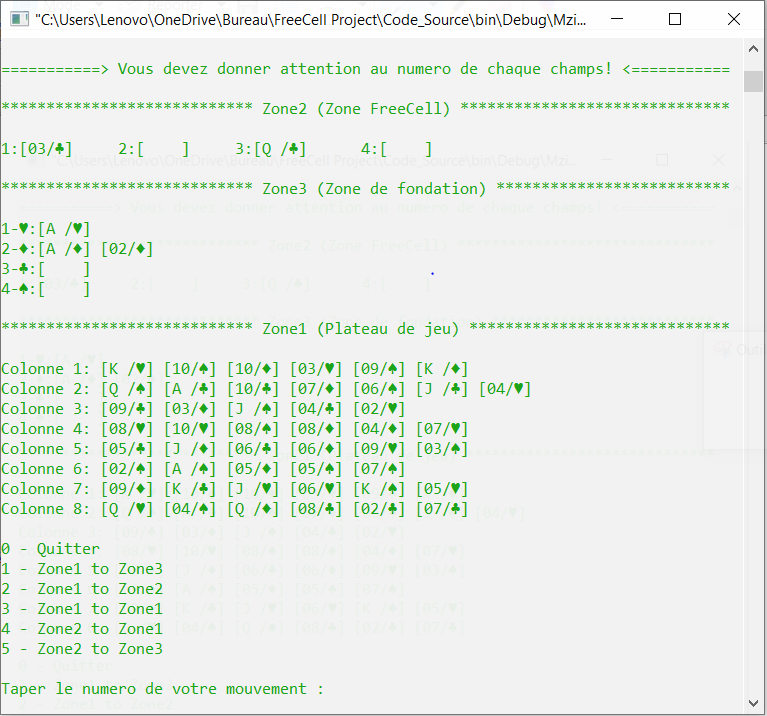 "C:\Users\Lenovo\OneDrive\Bureau\FreeCell Project\Code_Source\bin\Debug\Mzi...
===========> Vous devez donner attention au numero de chaque champs! <===========
**************************** Zone2 (Zone FreeCell) ******************************
1:[03/♣]     2:[    ]     3:[Q /♣]      4:[    ]
**************************** Zone3 (Zone de fondation) **************************
1-♥:[A /♥]
2-♦:[A /♦] [02/♦]
3-♣:[    ]
4-♠:[    ]
**************************** Zone1 (Plateau de jeu) *****************************
Colonne 1: [K /♥] [10/♠] [10/♦] [03/♥] [09/♠] [K /♦]
Colonne 2: [Q /♠] [A /♣] [10/♣] [07/♦] [06/♠] [J /♣] [04/♥]
Colonne 3: [09/♣] [03/♦] [J /♠] [04/♣] [02/♥]
Colonne 4: [08/♥] [10/♥] [08/♠] [08/♦] [04/♦] [07/♥]
Colonne 5: [05/♣] [J /♦] [06/♣] [06/♦] [09/♥] [03/♠]
Colonne 6: [02/♠] [A /♠] [05/♦] [05/♠] [07/♠]
Colonne 7: [09/♦] [K /♣] [J /♥] [06/♥] [K /♠] [05/♥]
Colonne 8: [Q /♥] [04/♠] [Q /♦] [08/♣] [02/♣] [07/♣]
0 - Quitter
1 - Zone1 to Zone3
2 - Zone1 to Zone2
3 - Zone1 to Zone1
4 - Zone2 to Zone1
5 - Zone2 to Zone3
Taper le numero de votre mouvement :